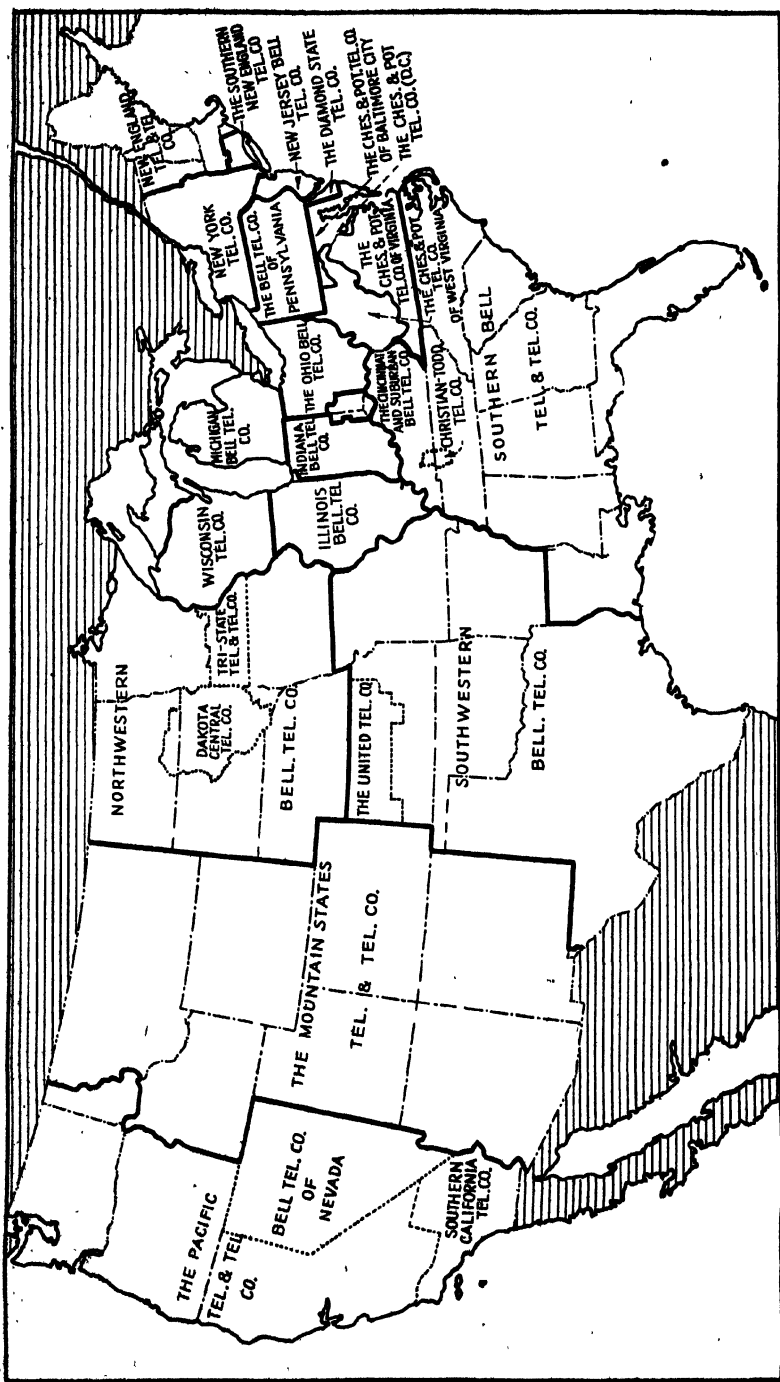 THE PACIFIC
TEL. & TEL.
CO.
BELL TEL. CO.
OF
NEVADA
SOUTHERN
CALIFORNIA
TEL. CO.
THE MOUNTAIN STATES
TEL. & TEL. CO.
NORTHWESTERN
BELL. TEL. CO.
DAKOTA
CENTRAL
TEL. CO.
TRI-STATE
TEL. & TEL. CO.
THE UNITED TEL. CO.
SOUTHWESTERN
BELL. TEL. CO.
WISCONSIN
TEL. CO.
ILLINOIS
BELL. TEL.
CO.
MICHIGAN
BELL TEL.
CO.
INDIANA
BELL TEL.
CO.
THE OHIO BELL
TEL. CO.
THE CINCINNATI
AND SUBURBAN
BELL TEL. CO.
CHRISTIAN-TODD
TEL. CO.
SOUTHERN BELL
TEL. & TEL. CO.
THE CHES. & POT.
TEL. CO.
OF WEST VIRGINIA
THE
CHES. & POT.
TEL. CO. OF VIRGINIA
THE BELL TEL. CO.
OF
PENNSYLVANIA
NEW YORK
TEL. CO.
NEW ENGLAND
TEL. & TEL.
CO.
THE SOUTHERN
NEW ENGLAND
TEL. CO
NEW JERSEY BELL
TEL. CO.
THE DIAMOND STATE
TEL. CO.
THE CHES. & POT. TEL. CO.
OF BALTIMORE CITY
THE CHES. & POT
TEL. CO. (D.C.)